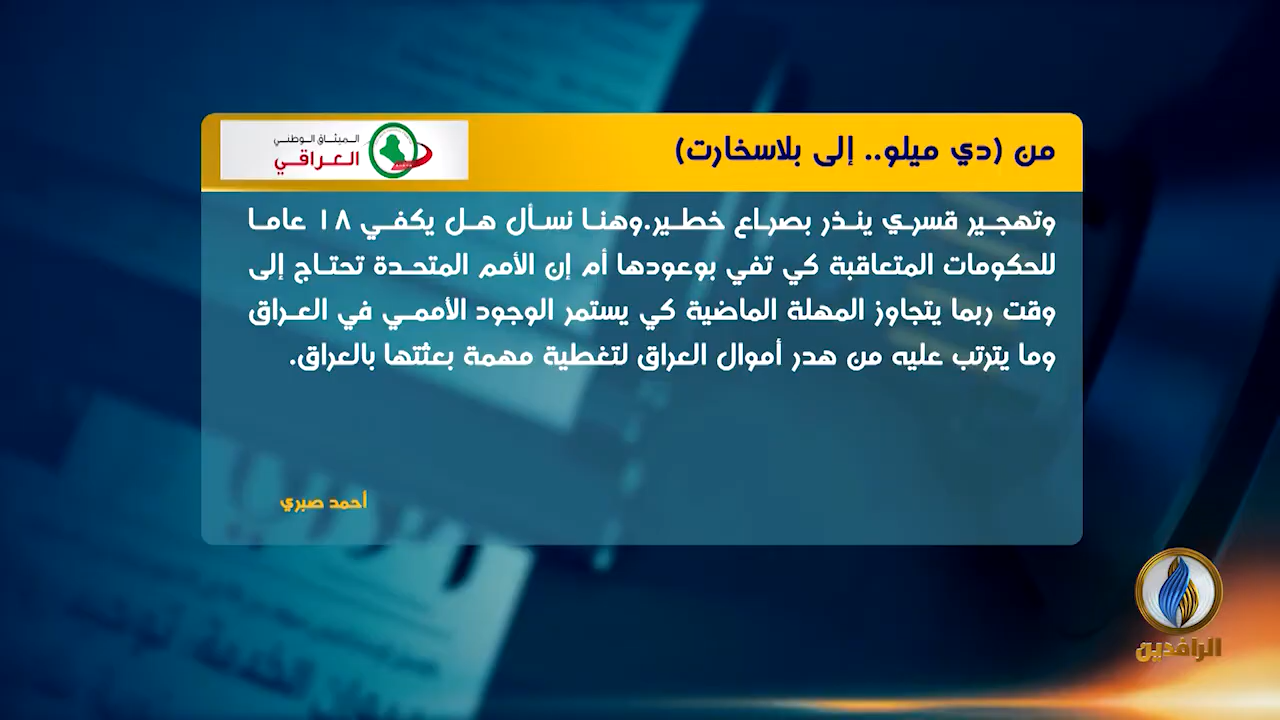 من (دي ميلو.. إلى بلاسخارت)
الميثاق الوطني
العراقي
وتهجير قسري ينذر بصراع خطير.وهنا نسأل هل يكفي ١٨ عاما
للحكومات المتعاقبة كي تفي بوعودها أم إن الأمم المتحدة تحتاج إلى
وقت ربما يتجاوز المهلة الماضية كي يستمر الوجود الأممي في العراق
وما يترتب عليه من هدر أموال العراق لتغطية مهمة بعثتها بالعراق.
أحمد صبري
الرافدين